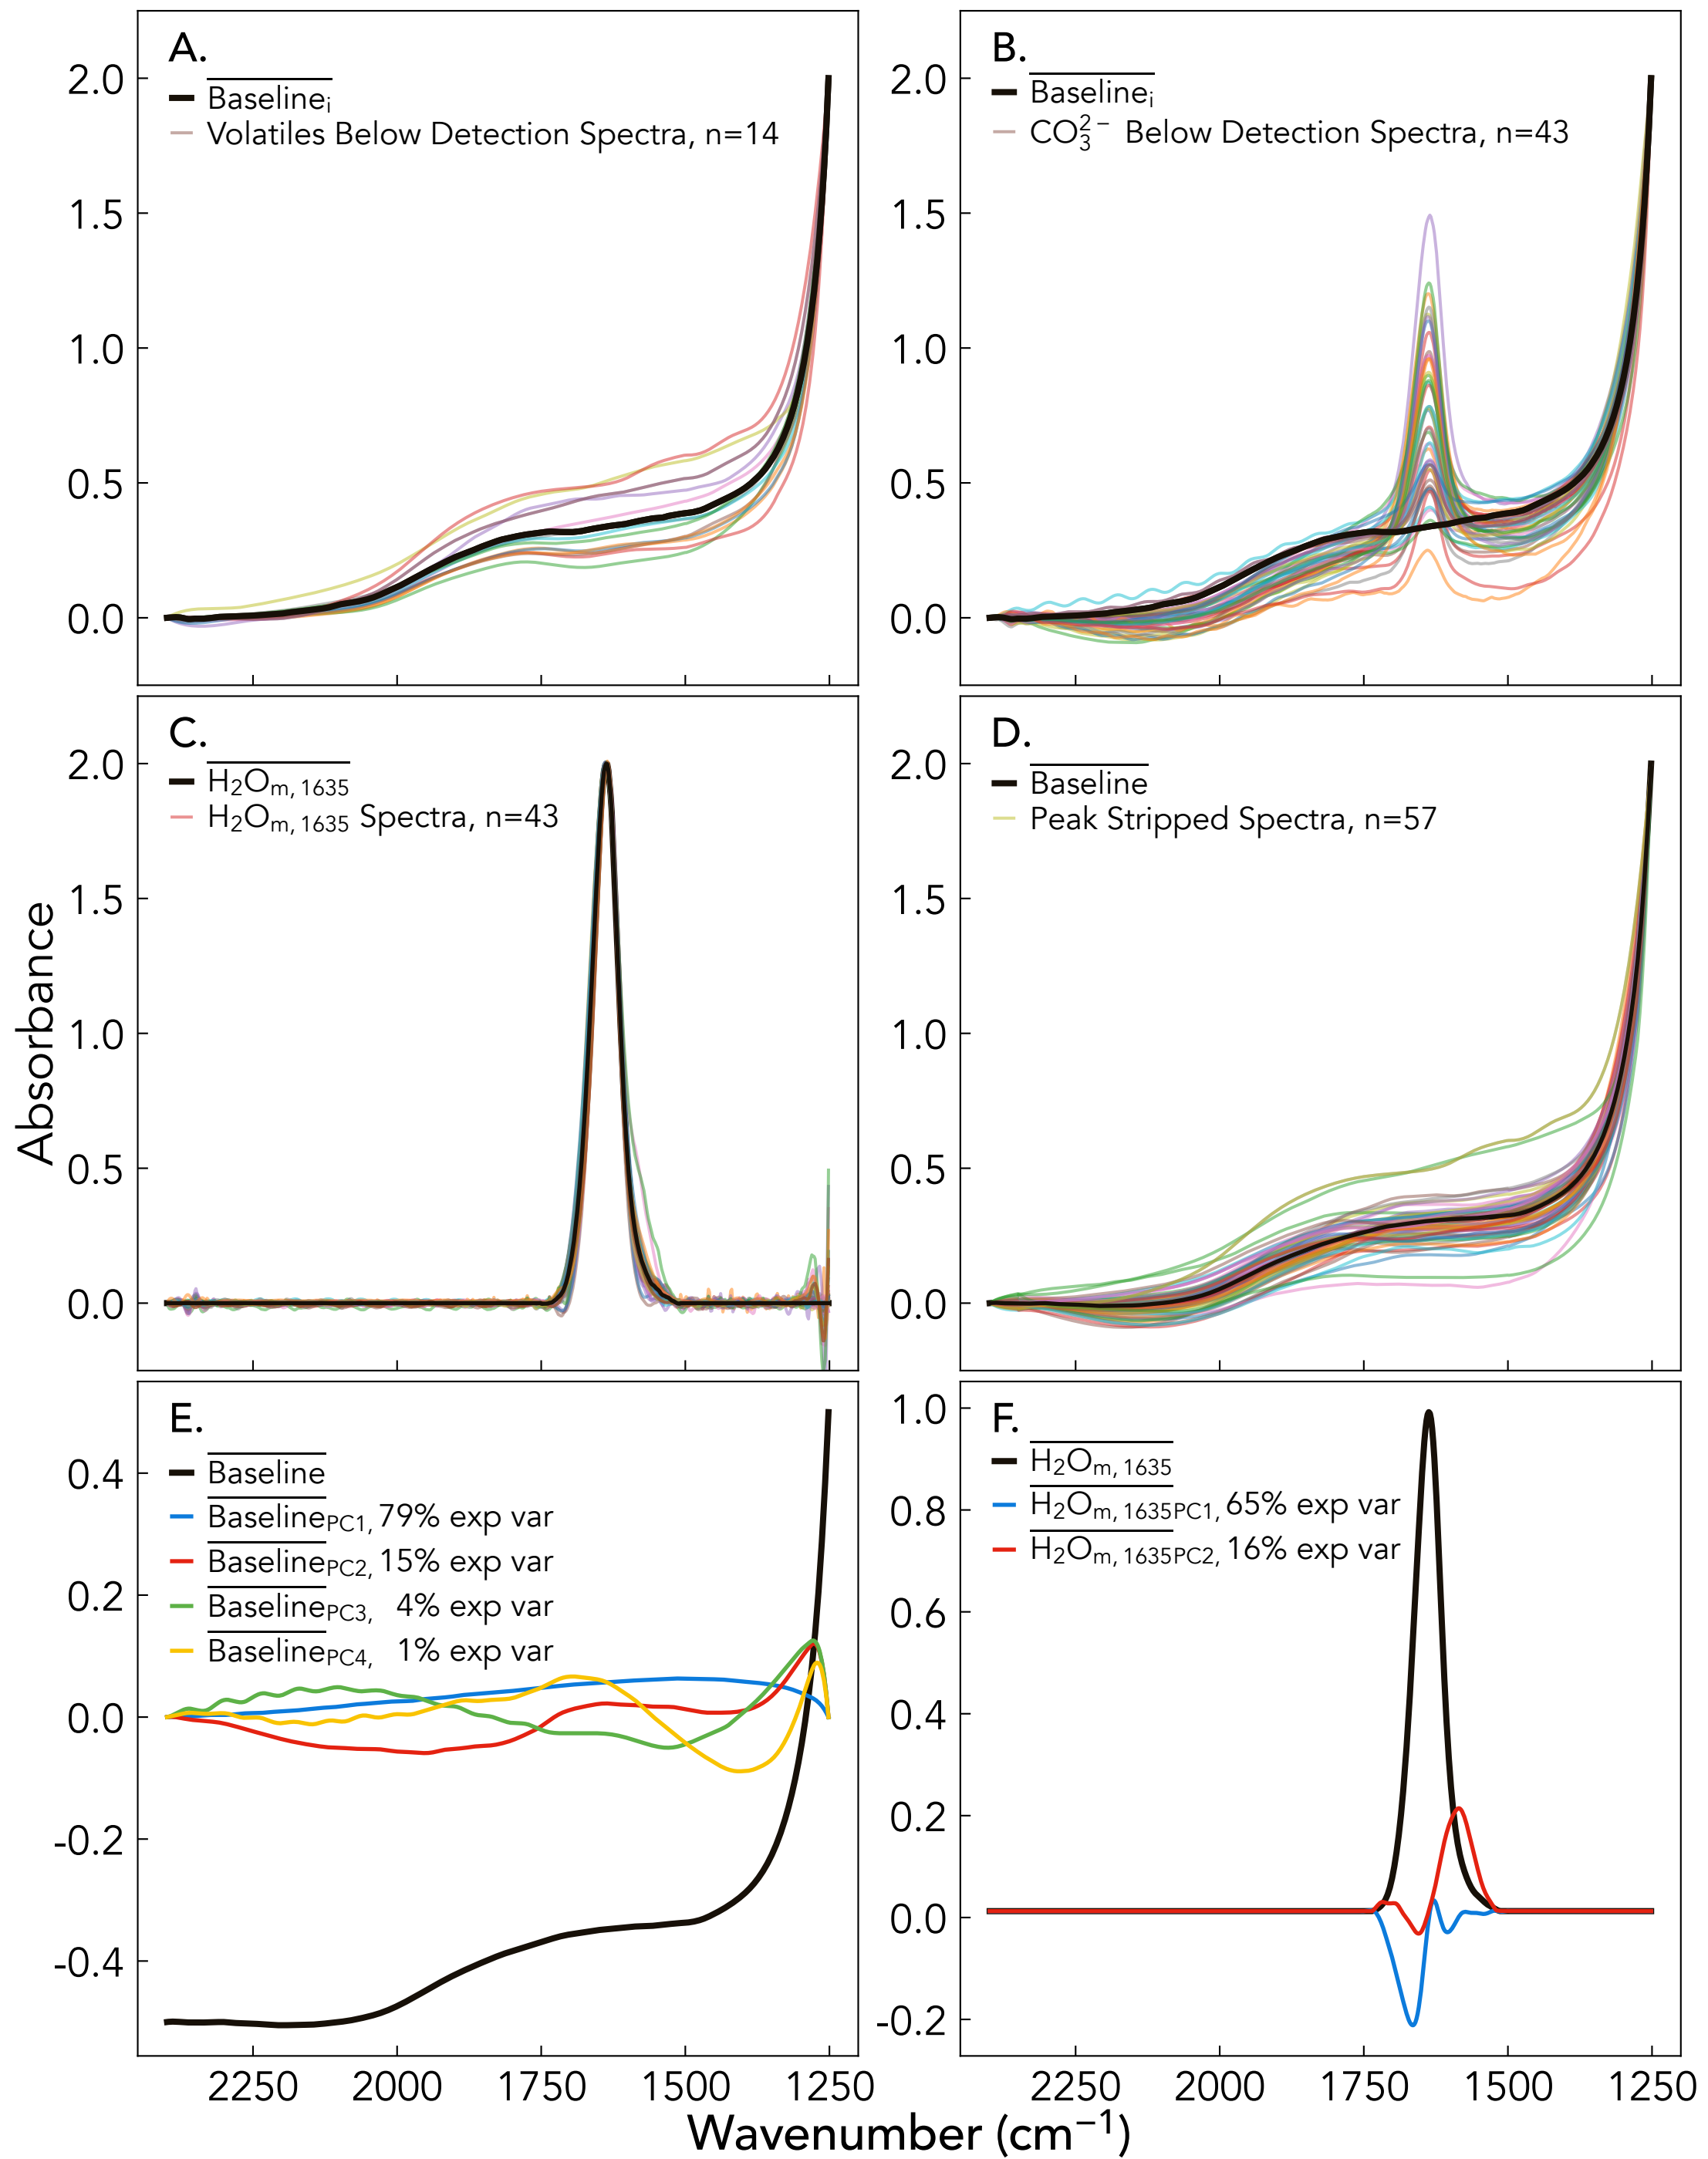 A.
Baselineᵢ
Volatiles Below Detection Spectra, n=14
2.0
1.5
1.0
0.5
0.0
B.
Baselineᵢ
CO₃²⁻ Below Detection Spectra, n=43
2.0
1.5
1.0
0.5
0.0
C.
H₂Oₘ, ₁₆₃₅
H₂Oₘ, ₁₆₃₅ Spectra, n=43
2.0
1.5
1.0
0.5
0.0
D.
Baseline
Peak Stripped Spectra, n=57
2.0
1.5
1.0
0.5
0.0
Absorbance
E.
Baseline
Baseline PC1, 79% exp var
Baseline PC2, 15% exp var
Baseline PC3, 4% exp var
Baseline PC4, 1% exp var
0.4
0.2
0.0
-0.2
-0.4
2250 2000 1750 1500 1250
F.
H₂Oₘ, ₁₆₃₅
H₂Oₘ, ₁₆₃₅PC1, 65% exp var
H₂Oₘ, ₁₆₃₅PC2, 16% exp var
1.0
0.8
0.6
0.4
0.2
0.0
-0.2
2250 2000 1750 1500 1250
Wavenumber (cm⁻¹)